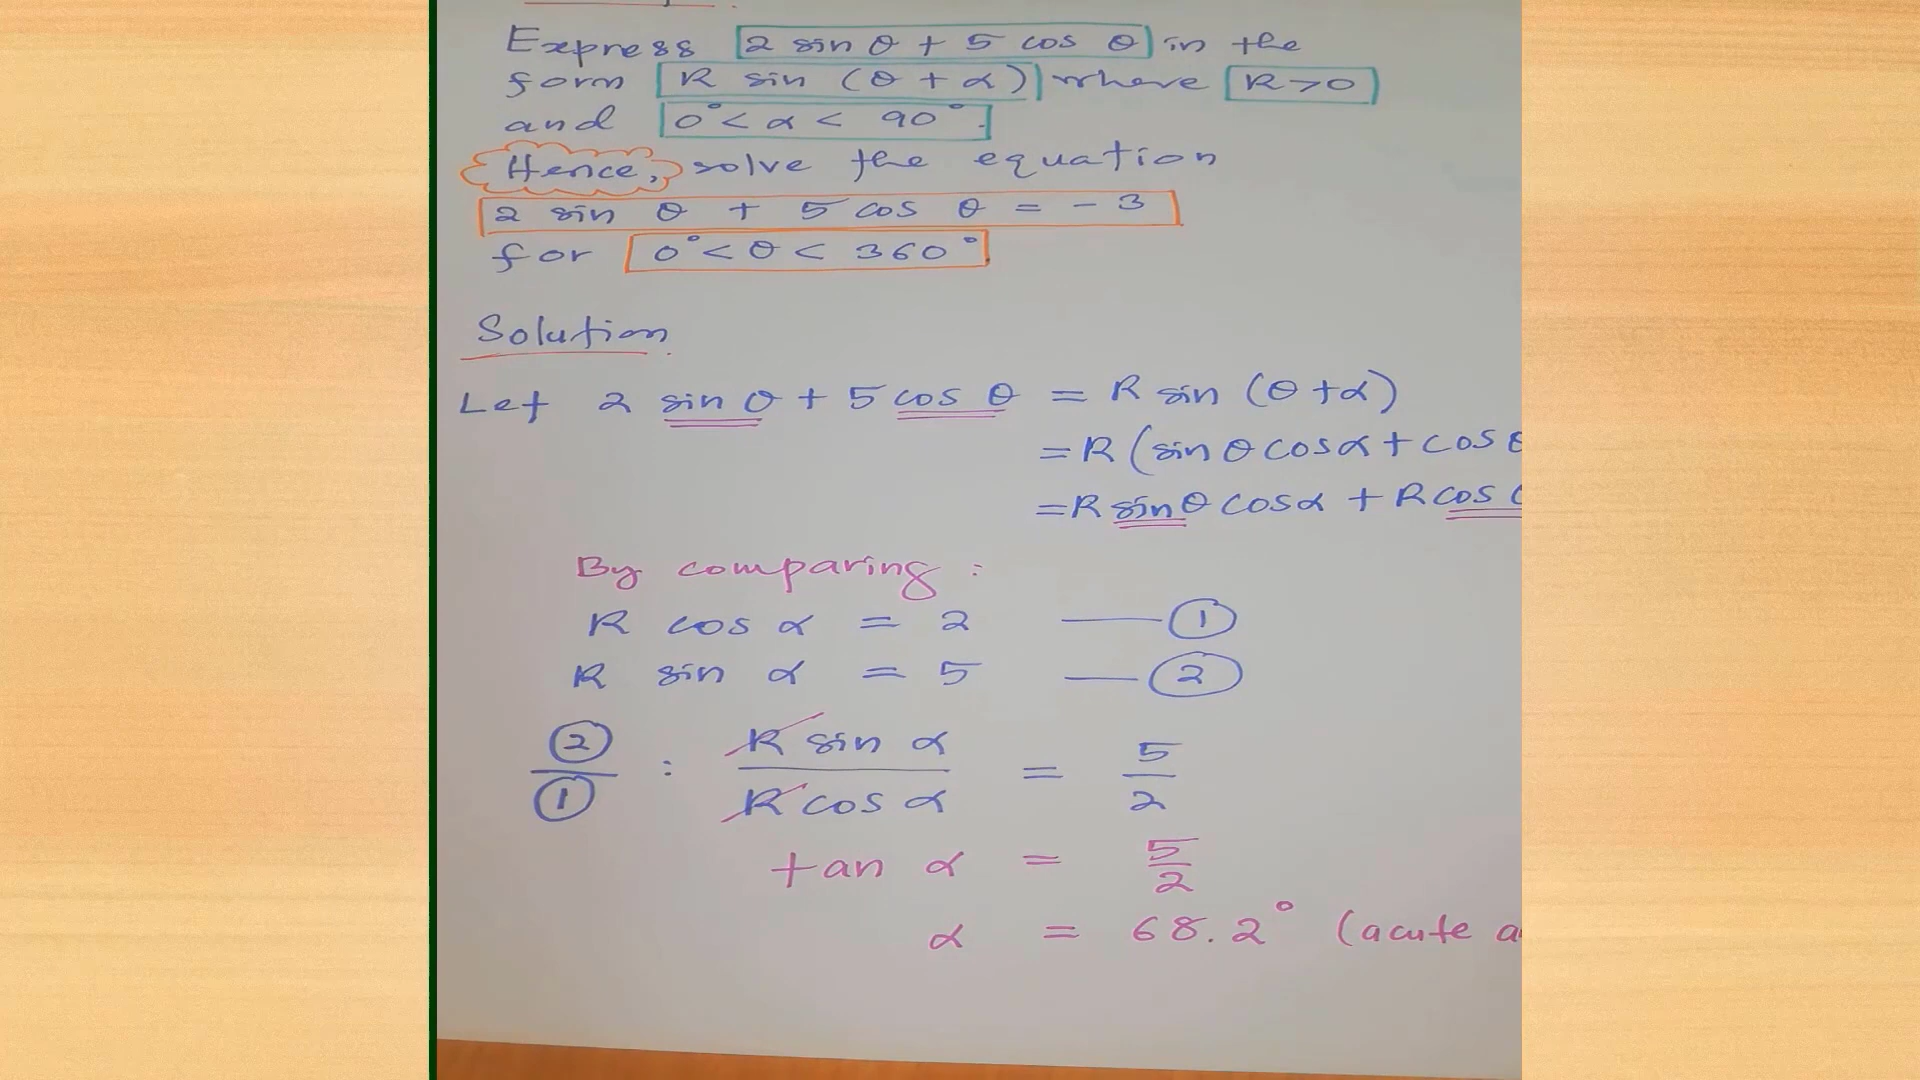 Express 2 sin θ + 5 cos θ in the
form R sin (θ + α) where R>0
and 0°< α < 90°.
Hence, solve the equation
2 sin θ + 5 cos θ = - 3
for 0°< θ < 360°
Solution
Let 2 sin θ + 5 cos θ = R sin (θ +α)
= R (sin θ cos α + cos θ
= R sin θ cos α + R cos
By comparing :
R cos α = 2 —— ①
R sin α = 5 —— ②
②/① : R sin α / R cos α = 5/2
tan α = 5/2
α = 68.2° (acute